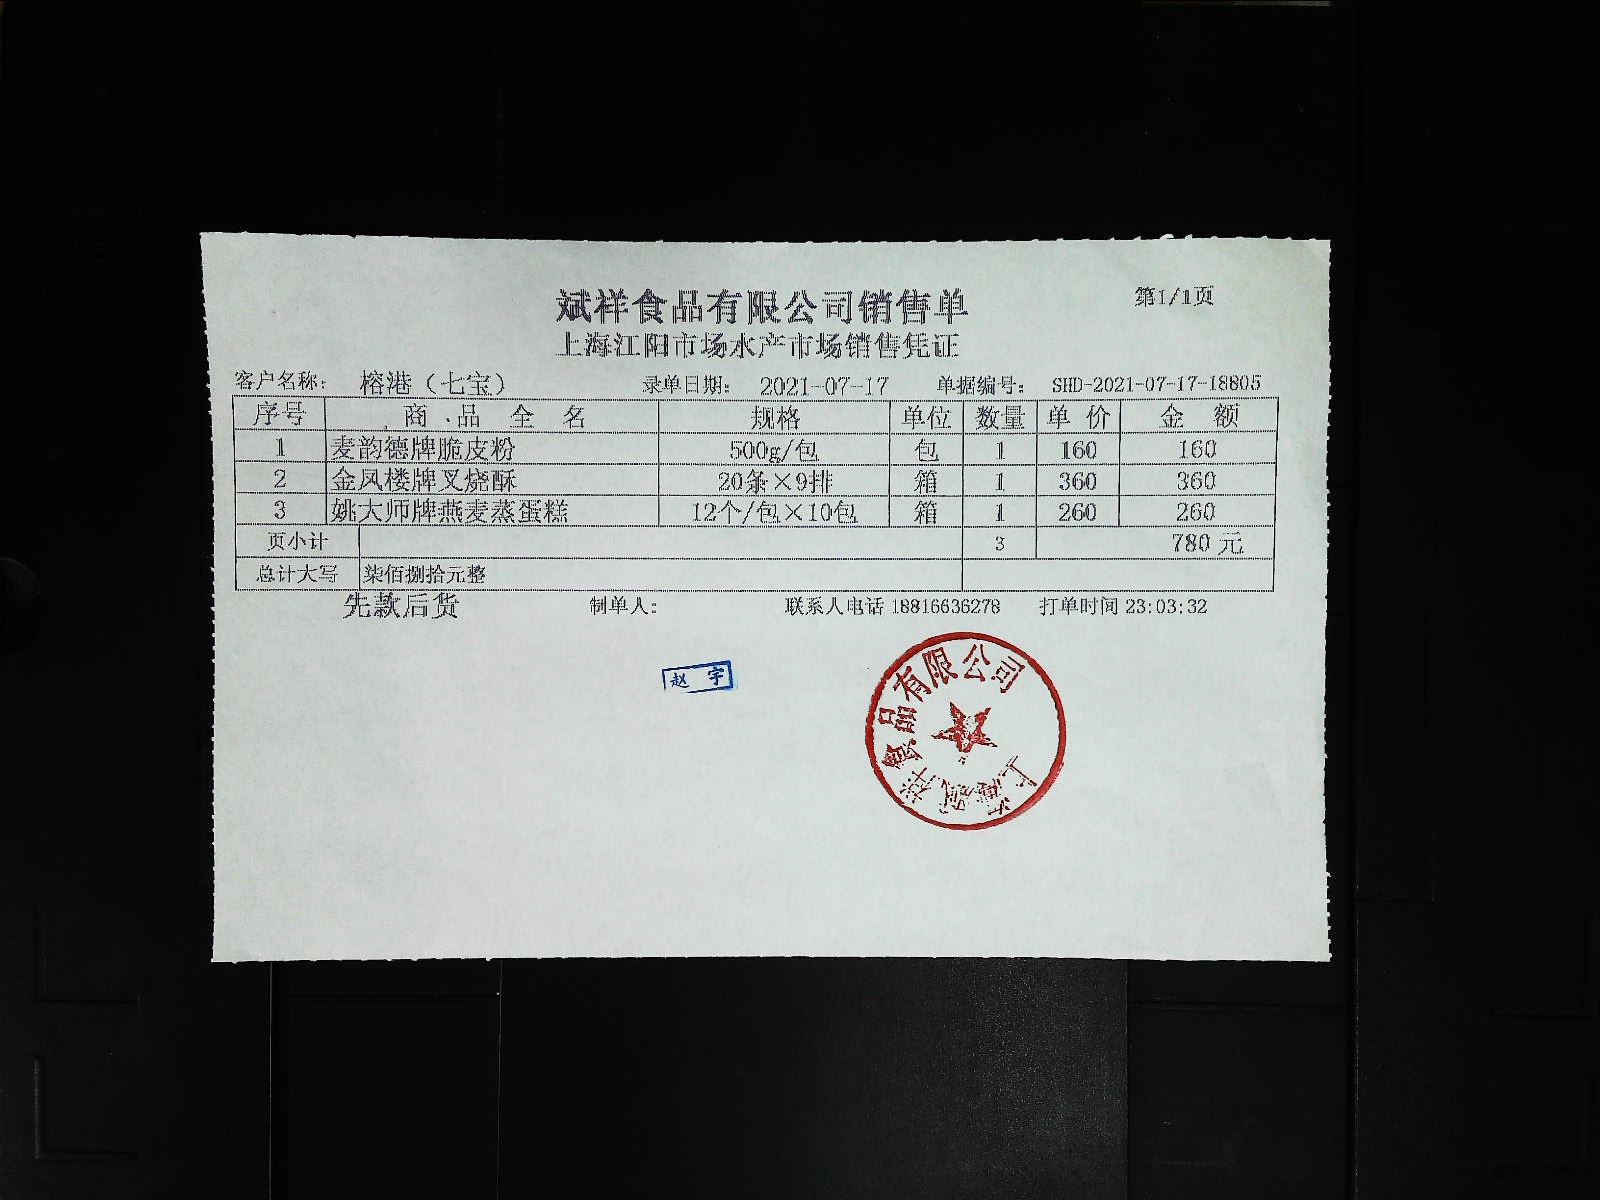 斌祥食品有限公司销售单
第1/1页
上海江阳市场水产市场销售凭证
客户名称： 榕港（七宝） 录单日期： 2021-07-17 单据编号： SHD-2021-07-17-18805
序号 商品全名 规格 单位 数量 单价 金额
1 麦韵德牌脆皮粉 500g/包 包 1 160 160
2 金凤楼牌叉烧酥 20条×9排 箱 1 360 360
3 姚大师牌燕麦蒸蛋糕 12个/包×10包 箱 1 260 260
页小计 3 780 元
总计大写 柒佰捌拾元整
先款后货 制单人： 联系人电话 18816636278 打单时间 23:03:32
赵宇
上海斌祥食品有限公司